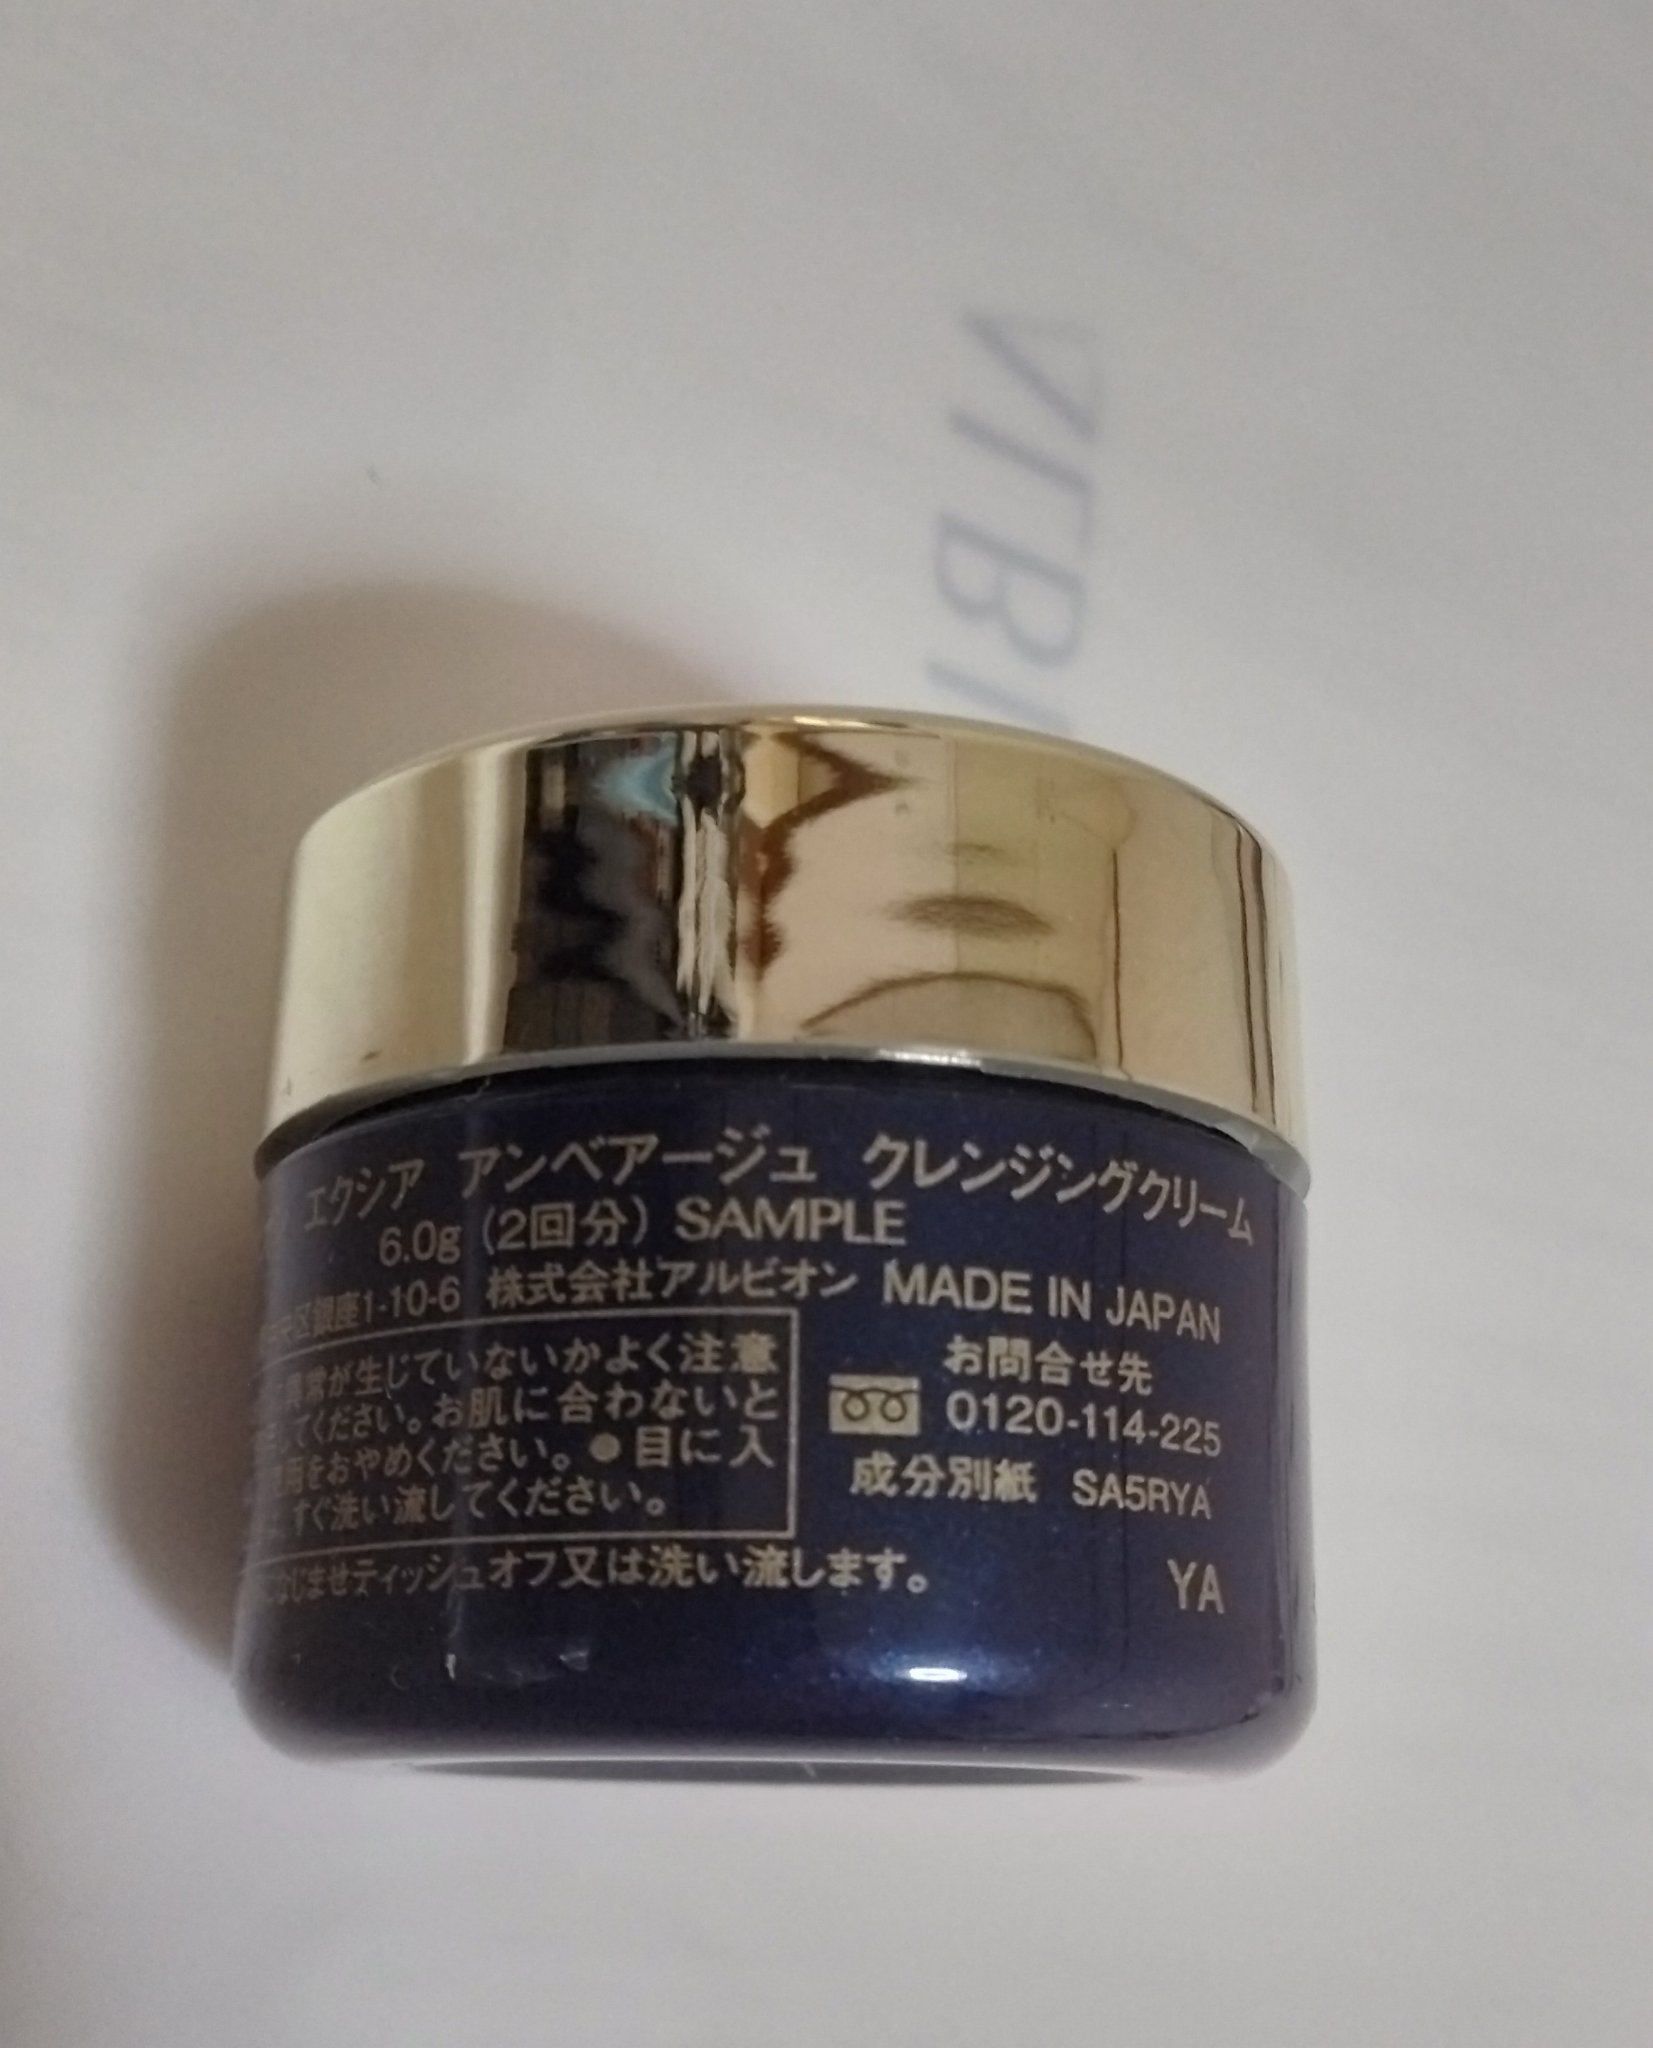 VITBI
エクシア アンベアージュ クレンジングクリーム
6.0g (2回分) SAMPLE
区銀座1-10-6 株式会社アルビオン MADE IN JAPAN
異常が生じていないかよく注意
してください。お肌に合わないと
用をおやめください。●目に入
すぐ洗い流してください。
なじませティッシュオフ又は洗い流します。
お問合せ先
0120-114-225
成分別紙 SA5RYA
YA